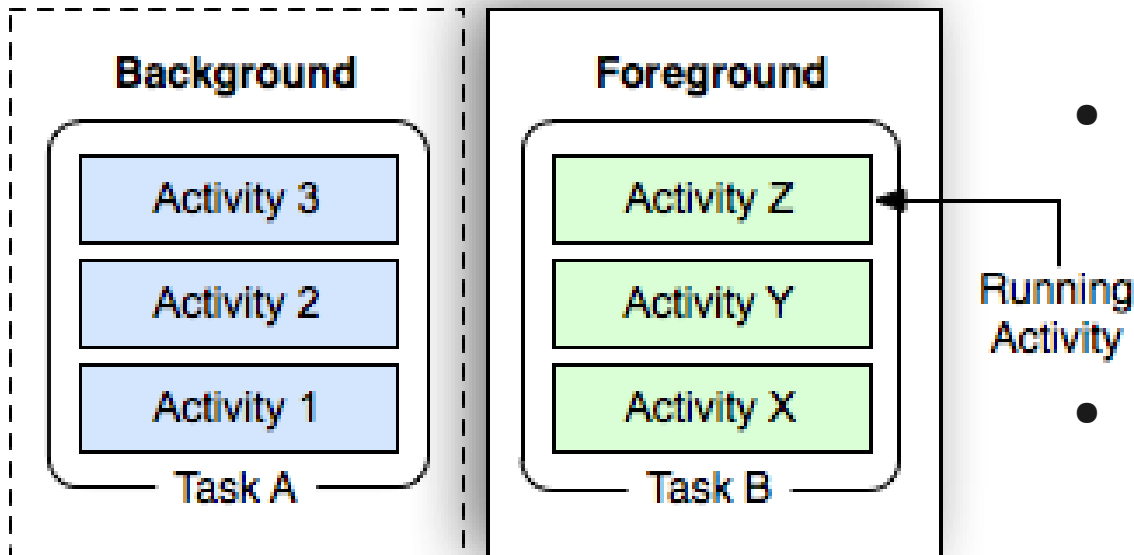 Background
Activity 3
Activity 2
Activity 1
Task A
Foreground
Activity Z
Activity Y
Activity X
Task B
Running
Activity